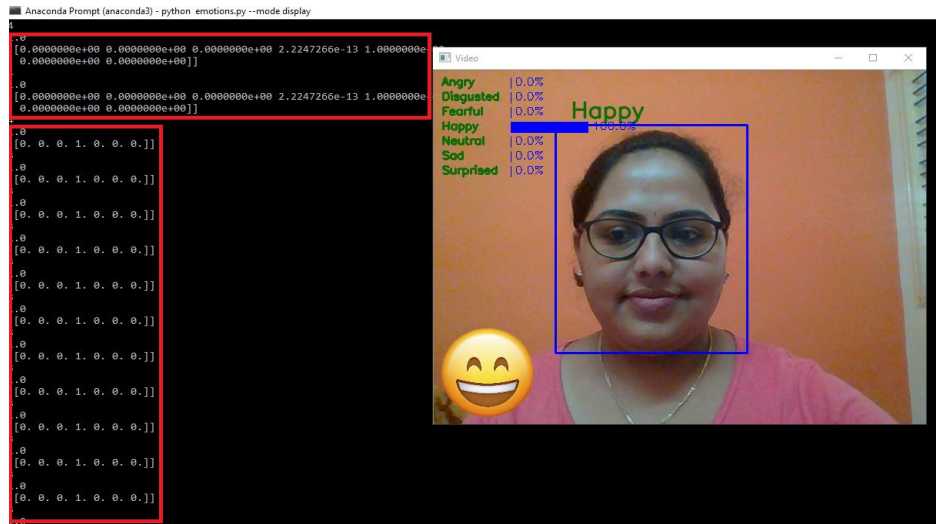 Anaconda Prompt (anaconda3) - python emotions.py --mode display
4
1.0
[[0.0000000e+00 0.0000000e+00 0.0000000e+00 2.2247266e-13 1.0000000e+00
0.0000000e+00 0.0000000e+00]]
.0
[[0.0000000e+00 0.0000000e+00 0.0000000e+00 2.2247266e-13 1.0000000e+
0.0000000e+00 0.0000000e+00]]
4
.0
[0. 0. 0. 1. 0. 0. 0.]]
.0
[0. 0. 0. 1. 0. 0. 0.]]
.0
[0. 0. 0. 1. 0. 0. 0.]]
.0
[0. 0. 0. 1. 0. 0. 0.]]
.0
[0. 0. 0. 1. 0. 0. 0.]]
.0
[0. 0. 0. 1. 0. 0. 0.]]
.0
[0. 0. 0. 1. 0. 0. 0.]]
.0
[0. 0. 0. 1. 0. 0. 0.]]
.0
[0. 0. 0. 1. 0. 0. 0.]]
.0
[0. 0. 0. 1. 0. 0. 0.]]
.0
[0. 0. 0. 1. 0. 0. 0.]]
Video
Angry | 0.0%
Disgusted | 0.0%
Fearful | 0.0%
Happy 100.0%
Neutral | 0.0%
Sad | 0.0%
Surprised | 0.0%
Happy